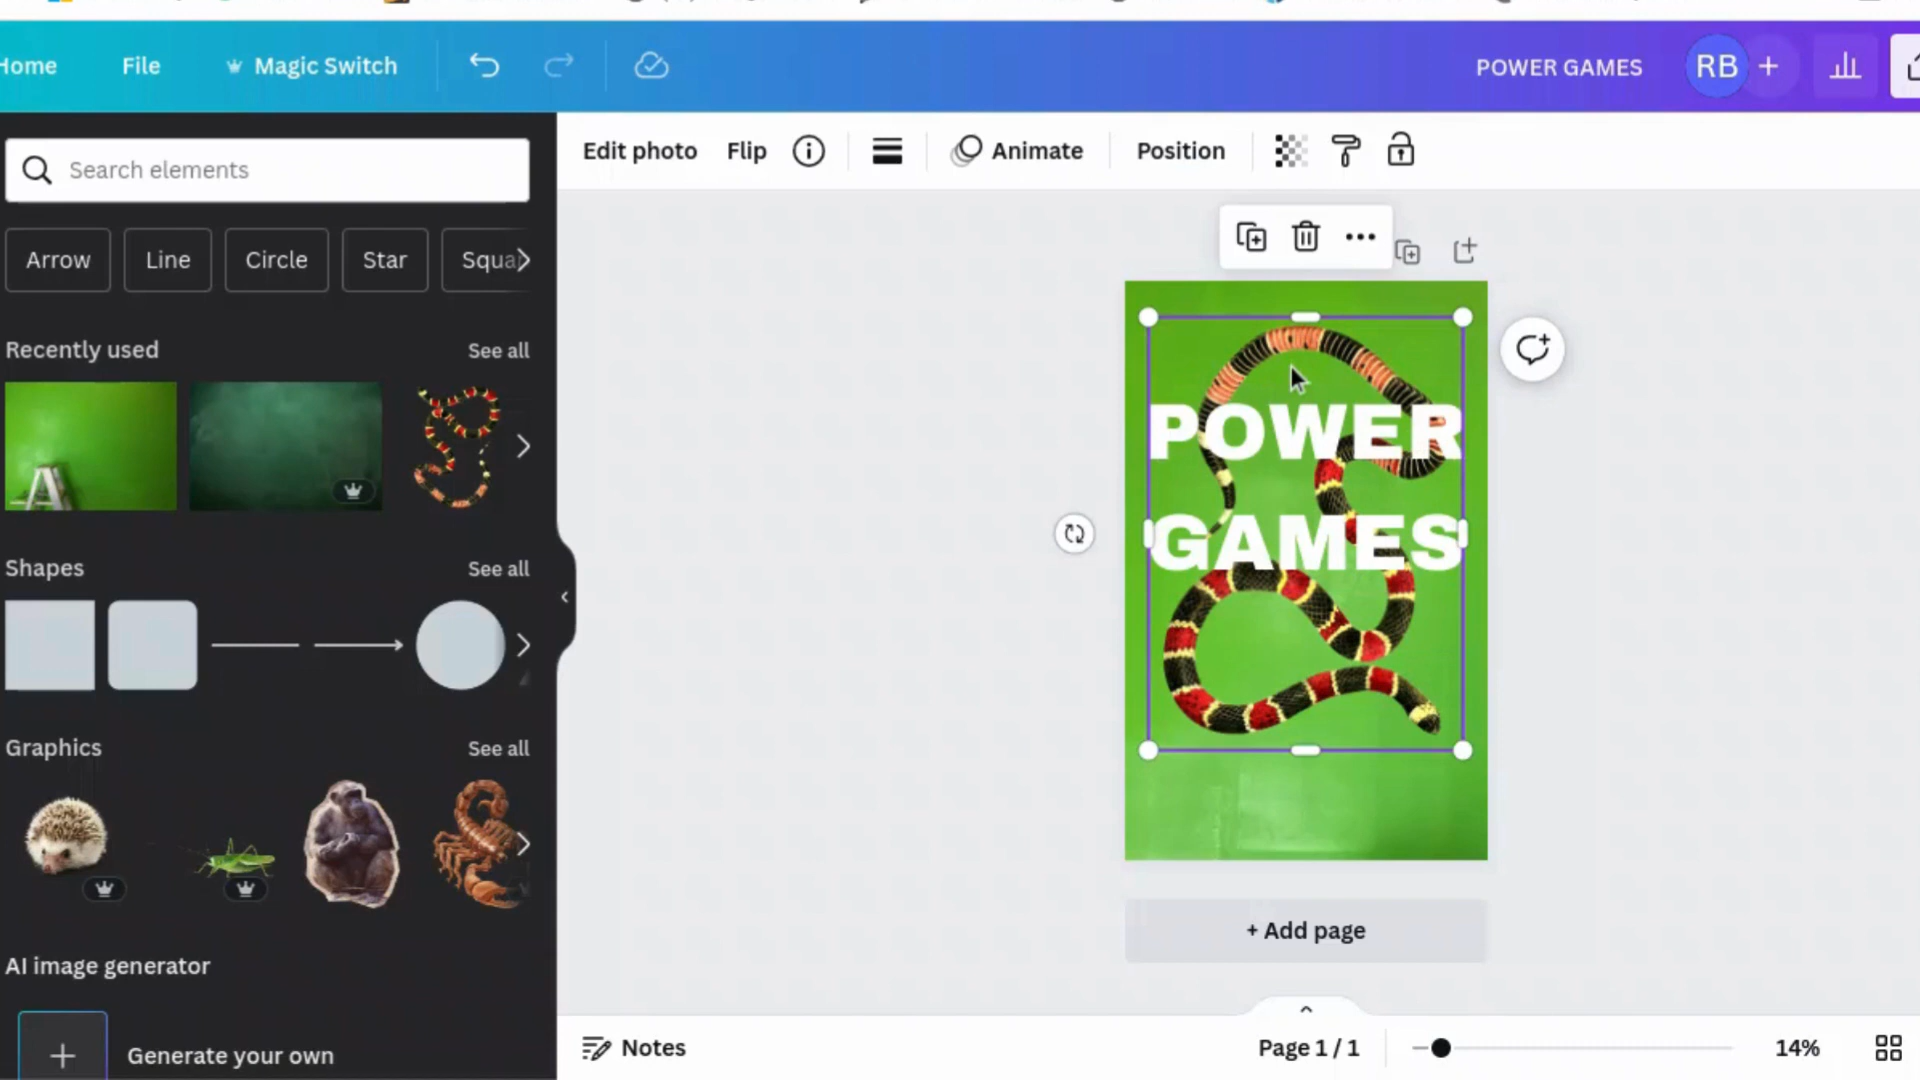 Home File Magic Switch POWER GAMES RB +
Search elements
Edit photo Flip Animate Position
Arrow Line Circle Star Squa
Recently used See all
POWER
GAMES
Shapes See all
Graphics See all
+ Add page
AI image generator
Generate your own
Notes Page 1 / 1 14%